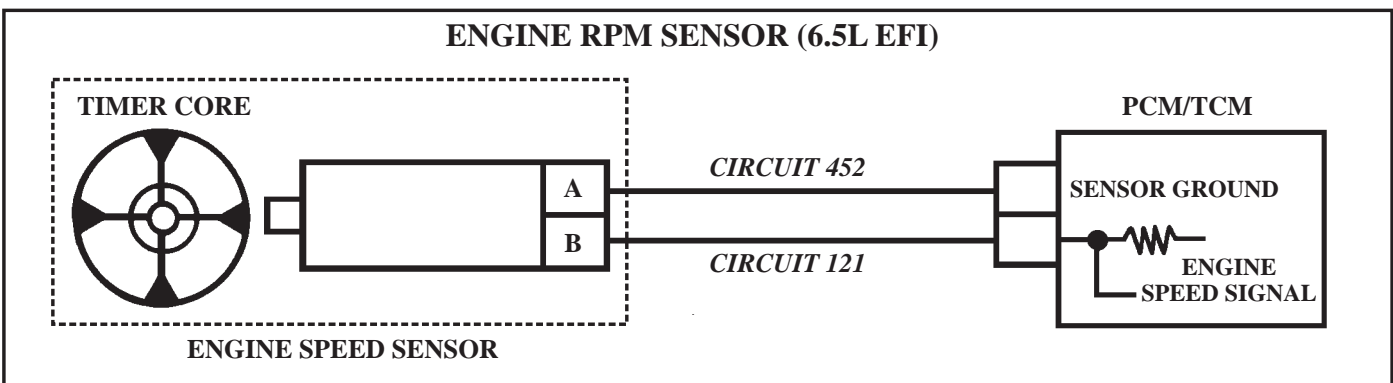 ENGINE RPM SENSOR (6.5L EFI)
TIMER CORE
PCM/TCM
A
CIRCUIT 452
SENSOR GROUND
B
CIRCUIT 121
ENGINE
SPEED SIGNAL
ENGINE SPEED SENSOR